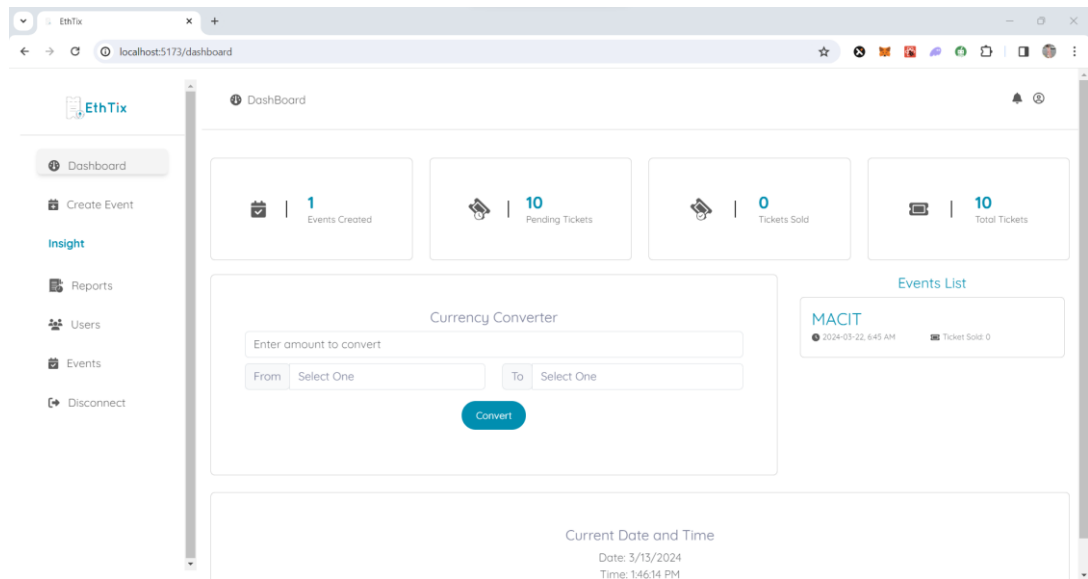 EthTix
localhost:5173/dashboard
EthTix
Dashboard
Create Event
Insight
Reports
Users
Events
Disconnect
DashBoard
1
Events Created
10
Pending Tickets
0
Tickets Sold
10
Total Tickets
Currency Converter
Enter amount to convert
From Select One To Select One
Convert
Events List
MACIT
2024-03-22, 6:45 AM Ticket Sold: 0
Current Date and Time
Date: 3/13/2024
Time: 1:46:14 PM